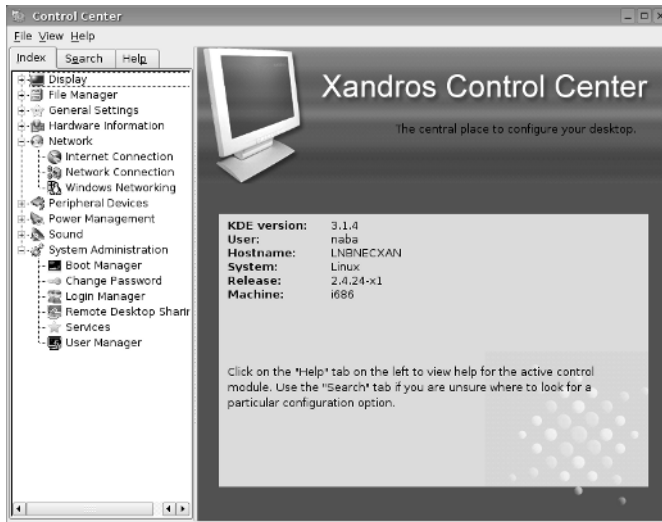 Control Center
File View Help
Index Search Help
Display
File Manager
General Settings
Hardware Information
Network
Internet Connection
Network Connection
Windows Networking
Peripheral Devices
Power Management
Sound
System Administration
Boot Manager
Change Password
Login Manager
Remote Desktop Sharir
Services
User Manager
Xandros Control Center
The central place to configure your desktop.
KDE version: 3.1.4
User: naba
Hostname: LNBNECXAN
System: Linux
Release: 2.4.24-x1
Machine: i686
Click on the "Help" tab on the left to view help for the active control
module. Use the "Search" tab if you are unsure where to look for a
particular configuration option.